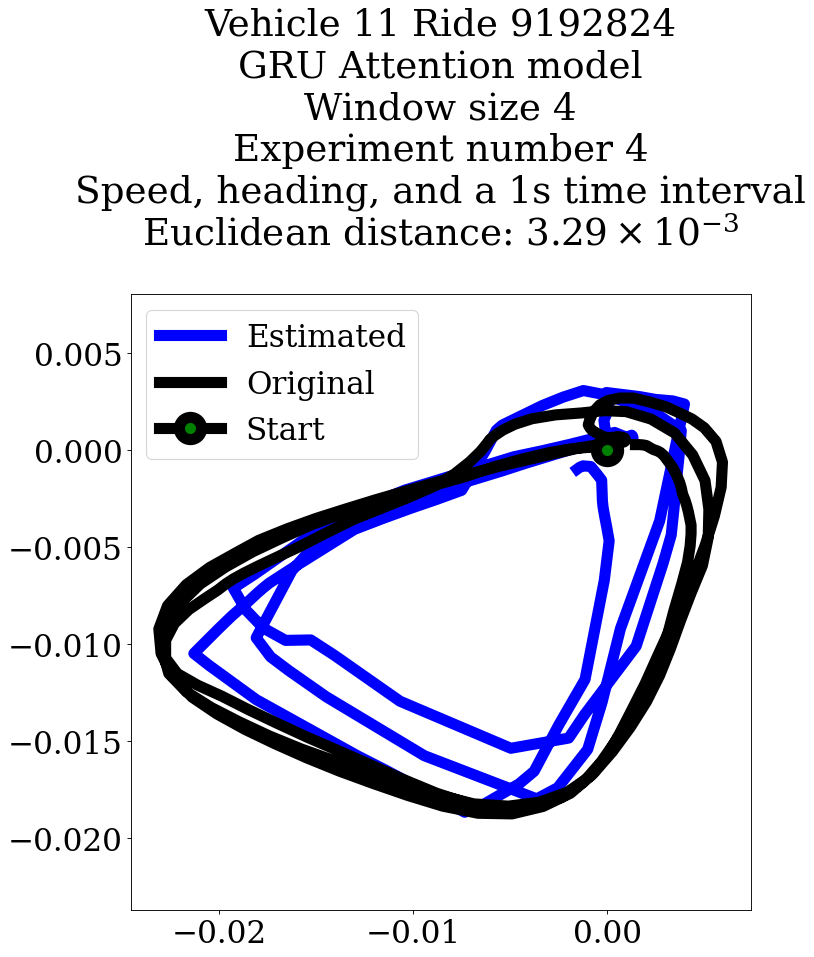 Vehicle 11 Ride 9192824
GRU Attention model
Window size 4
Experiment number 4
Speed, heading, and a 1s time interval
Euclidean distance: 3.29 × 10⁻³
Estimated
Original
Start
0.005
0.000
−0.005
−0.010
−0.015
−0.020
−0.02
−0.01
0.00